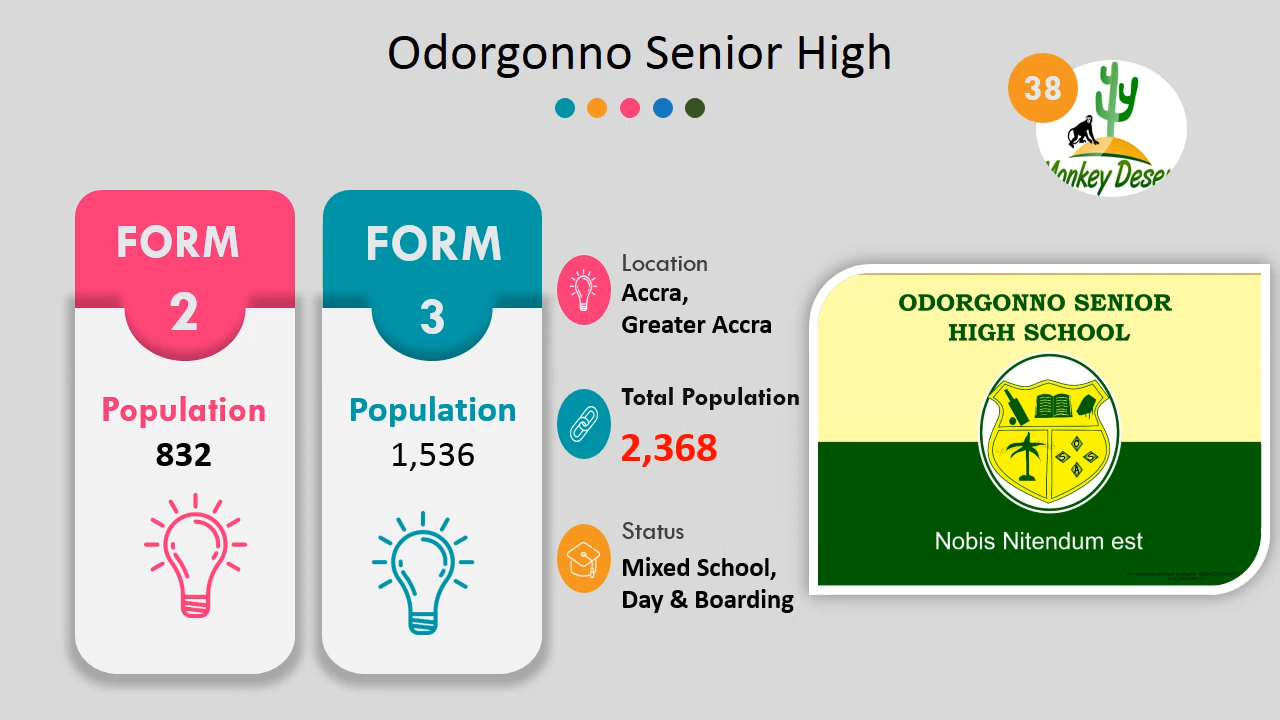 Odorgonno Senior High
38
Monkey Deser
FORM
2
Population
832
FORM
3
Population
1,536
Location
Accra,
Greater Accra
Total Population
2,368
Status
Mixed School,
Day & Boarding
ODORGONNO SENIOR
HIGH SCHOOL
O
S S
A
Nobis Nitendum est